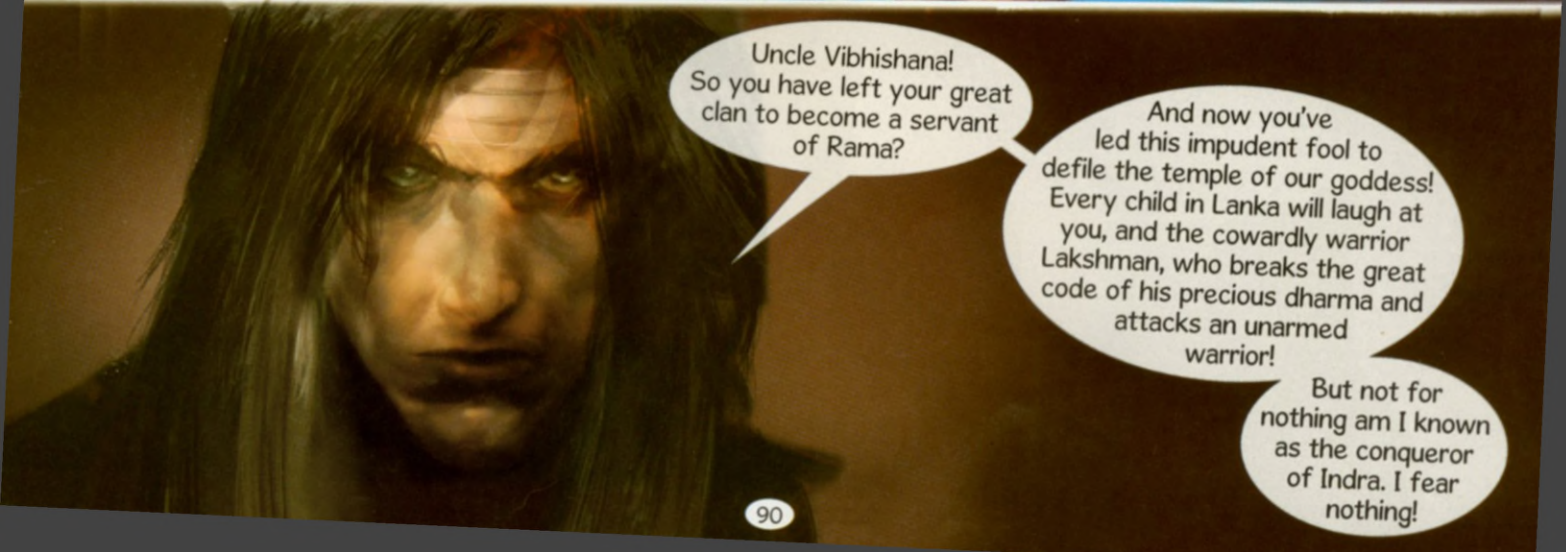 Uncle Vibhishana!
So you have left your great
clan to become a servant
of Rama?
And now you've
led this impudent fool to
defile the temple of our goddess!
Every child in Lanka will laugh at
you, and the cowardly warrior
Lakshman, who breaks the great
code of his precious dharma and
attacks an unarmed
warrior!
But not for
nothing am I known
as the conqueror
of Indra. I fear
nothing!
90